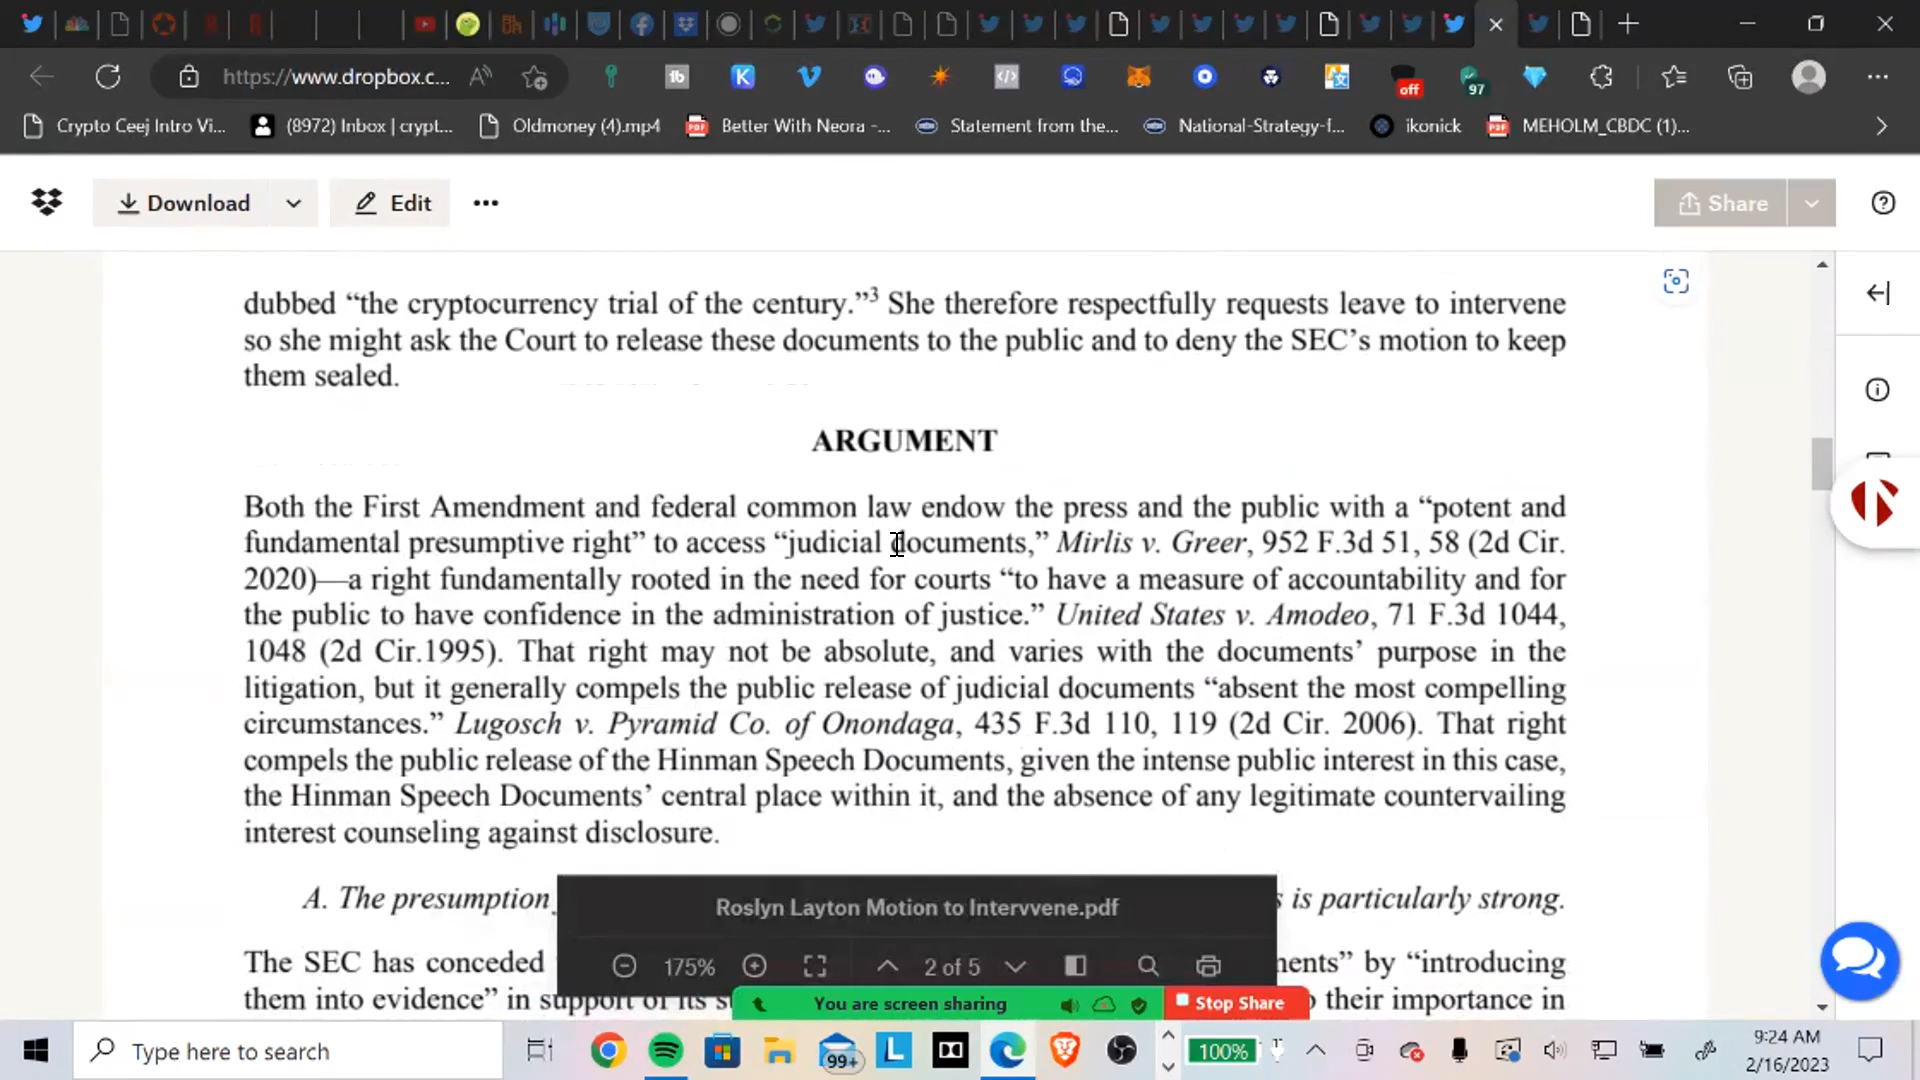 https://www.dropbox.c...
off
97
Crypto Ceej Intro Vi...
(8972) Inbox | crypt...
Oldmoney (4).mp4
Better With Neora -...
Statement from the...
National-Strategy-f...
ikonick
MEHOLM_CBDC (1)...
Download
Edit
Share
dubbed “the cryptocurrency trial of the century.”3 She therefore respectfully requests leave to intervene
so she might ask the Court to release these documents to the public and to deny the SEC’s motion to keep
them sealed.
ARGUMENT
Both the First Amendment and federal common law endow the press and the public with a “potent and
fundamental presumptive right” to access “judicial documents,” Mirlis v. Greer, 952 F.3d 51, 58 (2d Cir.
2020)—a right fundamentally rooted in the need for courts “to have a measure of accountability and for
the public to have confidence in the administration of justice.” United States v. Amodeo, 71 F.3d 1044,
1048 (2d Cir.1995). That right may not be absolute, and varies with the documents’ purpose in the
litigation, but it generally compels the public release of judicial documents “absent the most compelling
circumstances.” Lugosch v. Pyramid Co. of Onondaga, 435 F.3d 110, 119 (2d Cir. 2006). That right
compels the public release of the Hinman Speech Documents, given the intense public interest in this case,
the Hinman Speech Documents’ central place within it, and the absence of any legitimate countervailing
interest counseling against disclosure.
A. The presumption s is particularly strong.
Roslyn Layton Motion to Intervvene.pdf
The SEC has conceded nents” by “introducing
175%
2 of 5
them into evidence” in support of its s their importance in
You are screen sharing
Stop Share
Type here to search
99+
L
100%
9:24 AM
2/16/2023